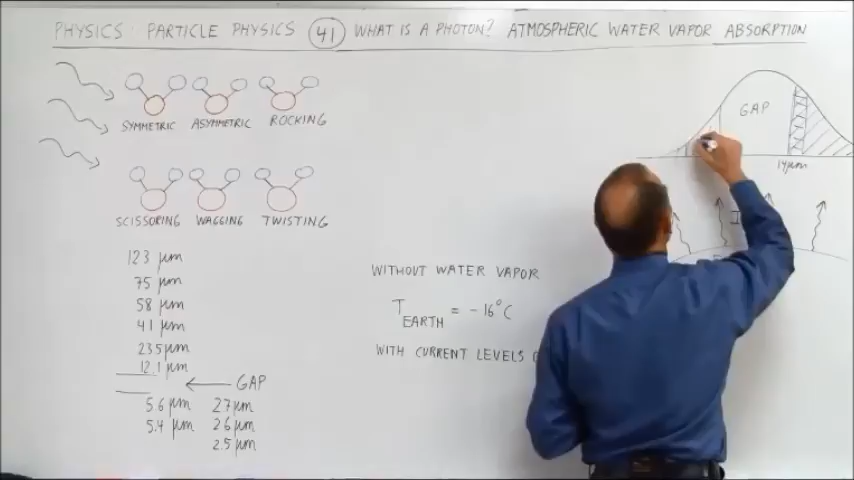 PHYSICS: PARTICLE PHYSICS 41 WHAT IS A PHOTON? ATMOSPHERIC WATER VAPOR ABSORPTION
SYMMETRIC ASYMMETRIC ROCKING
SCISSORING WAGGING TWISTING
123 µm
75 µm
58 µm
41 µm
23.5 µm
12.1 µm
GAP
5.6 µm 2.7 µm
5.4 µm 2.6 µm
2.5 µm
WITHOUT WATER VAPOR
T EARTH = -16°C
WITH CURRENT LEVELS
GAP
14µm